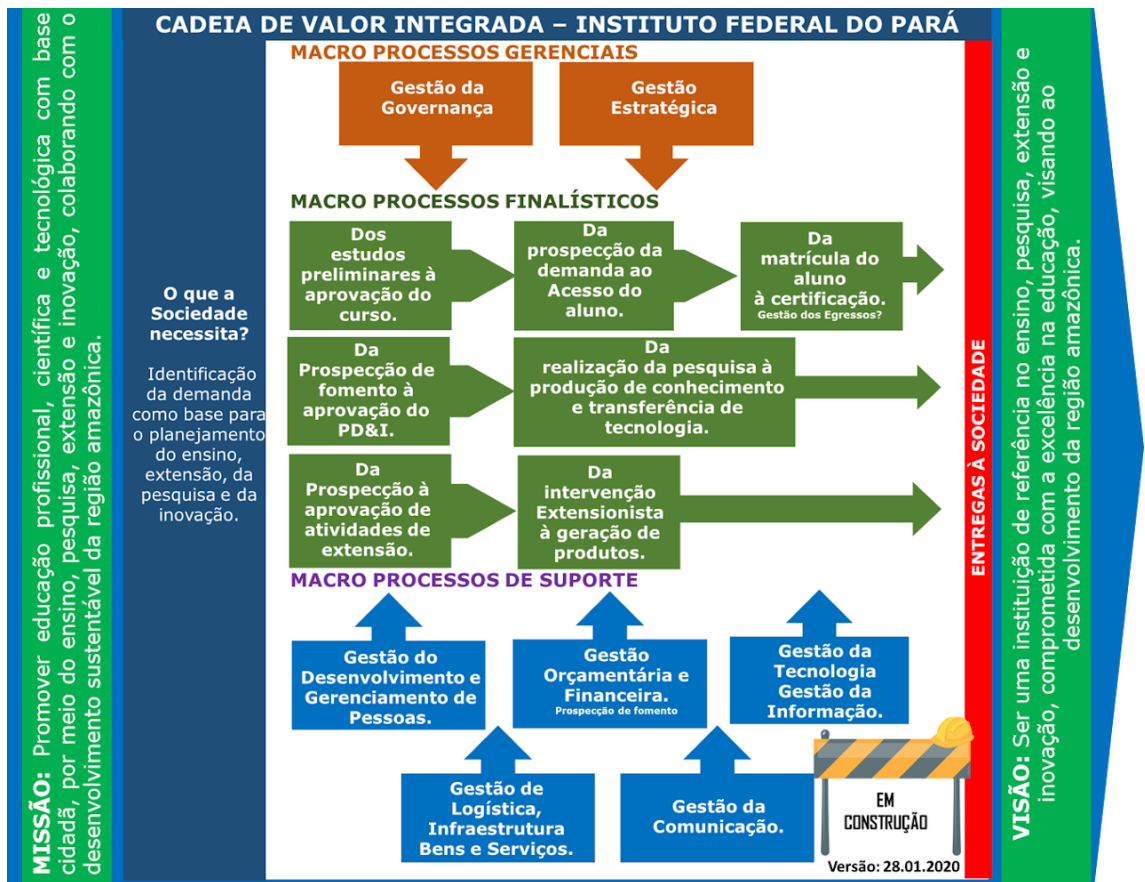 CADEIA DE VALOR INTEGRADA – INSTITUTO FEDERAL DO PARÁ
MISSÃO: Promover educação profissional, científica e tecnológica com base
cidadã, por meio do ensino, pesquisa, extensão e inovação, colaborando com o
desenvolvimento sustentável da região amazônica.
O que a
Sociedade
necessita?
Identificação
da demanda
como base para
o planejamento
do ensino,
extensão, da
pesquisa e da
inovação.
MACRO PROCESSOS GERENCIAIS
Gestão da
Governança
Gestão
Estratégica
MACRO PROCESSOS FINALÍSTICOS
Dos
estudos
preliminares à
aprovação do
curso.
Da
prospecção da
demanda ao
Acesso do
aluno.
Da
matrícula do
aluno
à certificação.
Gestão dos Egressos?
Da
Prospecção de
fomento à
aprovação do
PD&I.
Da
realização da pesquisa à
produção de conhecimento
e transferência de
tecnologia.
Da
Prospecção à
aprovação de
atividades de
extensão.
Da
intervenção
Extensionista
à geração de
produtos.
MACRO PROCESSOS DE SUPORTE
Gestão do
Desenvolvimento e
Gerenciamento de
Pessoas.
Gestão
Orçamentária e
Financeira.
Prospecção de fomento
Gestão da
Tecnologia
Gestão da
Informação.
Gestão de
Logística,
Infraestrutura
Bens e Serviços.
Gestão da
Comunicação.
EM
CONSTRUÇÃO
Versão: 28.01.2020
ENTREGAS À SOCIEDADE
VISÃO: Ser uma instituição de referência no ensino, pesquisa, extensão e
inovação, comprometida com a excelência na educação, visando ao
desenvolvimento da região amazônica.